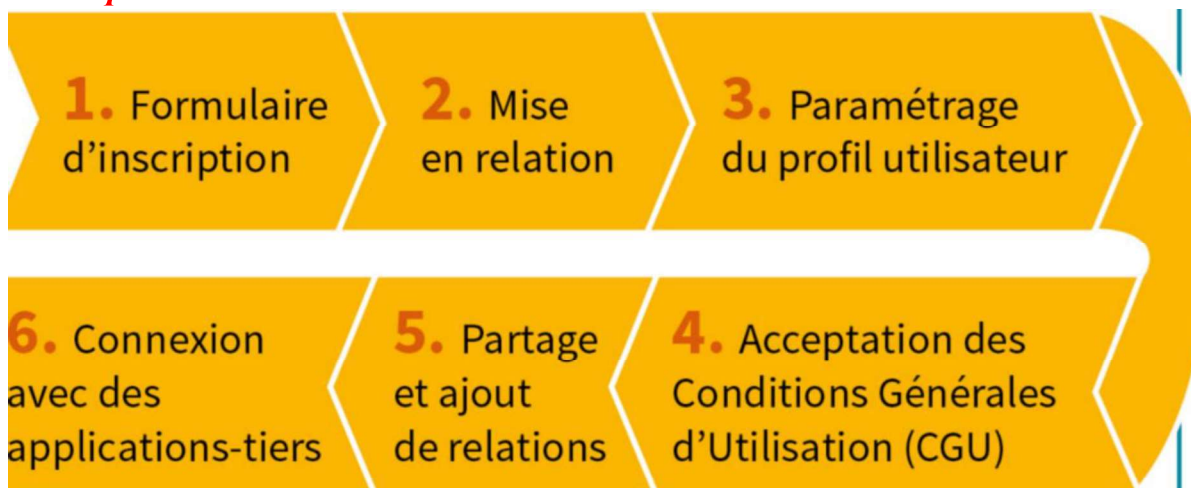 1. Formulaire
d’inscription
2. Mise
en relation
3. Paramétrage
du profil utilisateur
4. Acceptation des
Conditions Générales
d’Utilisation (CGU)
5. Partage
et ajout
de relations
6. Connexion
avec des
applications-tiers